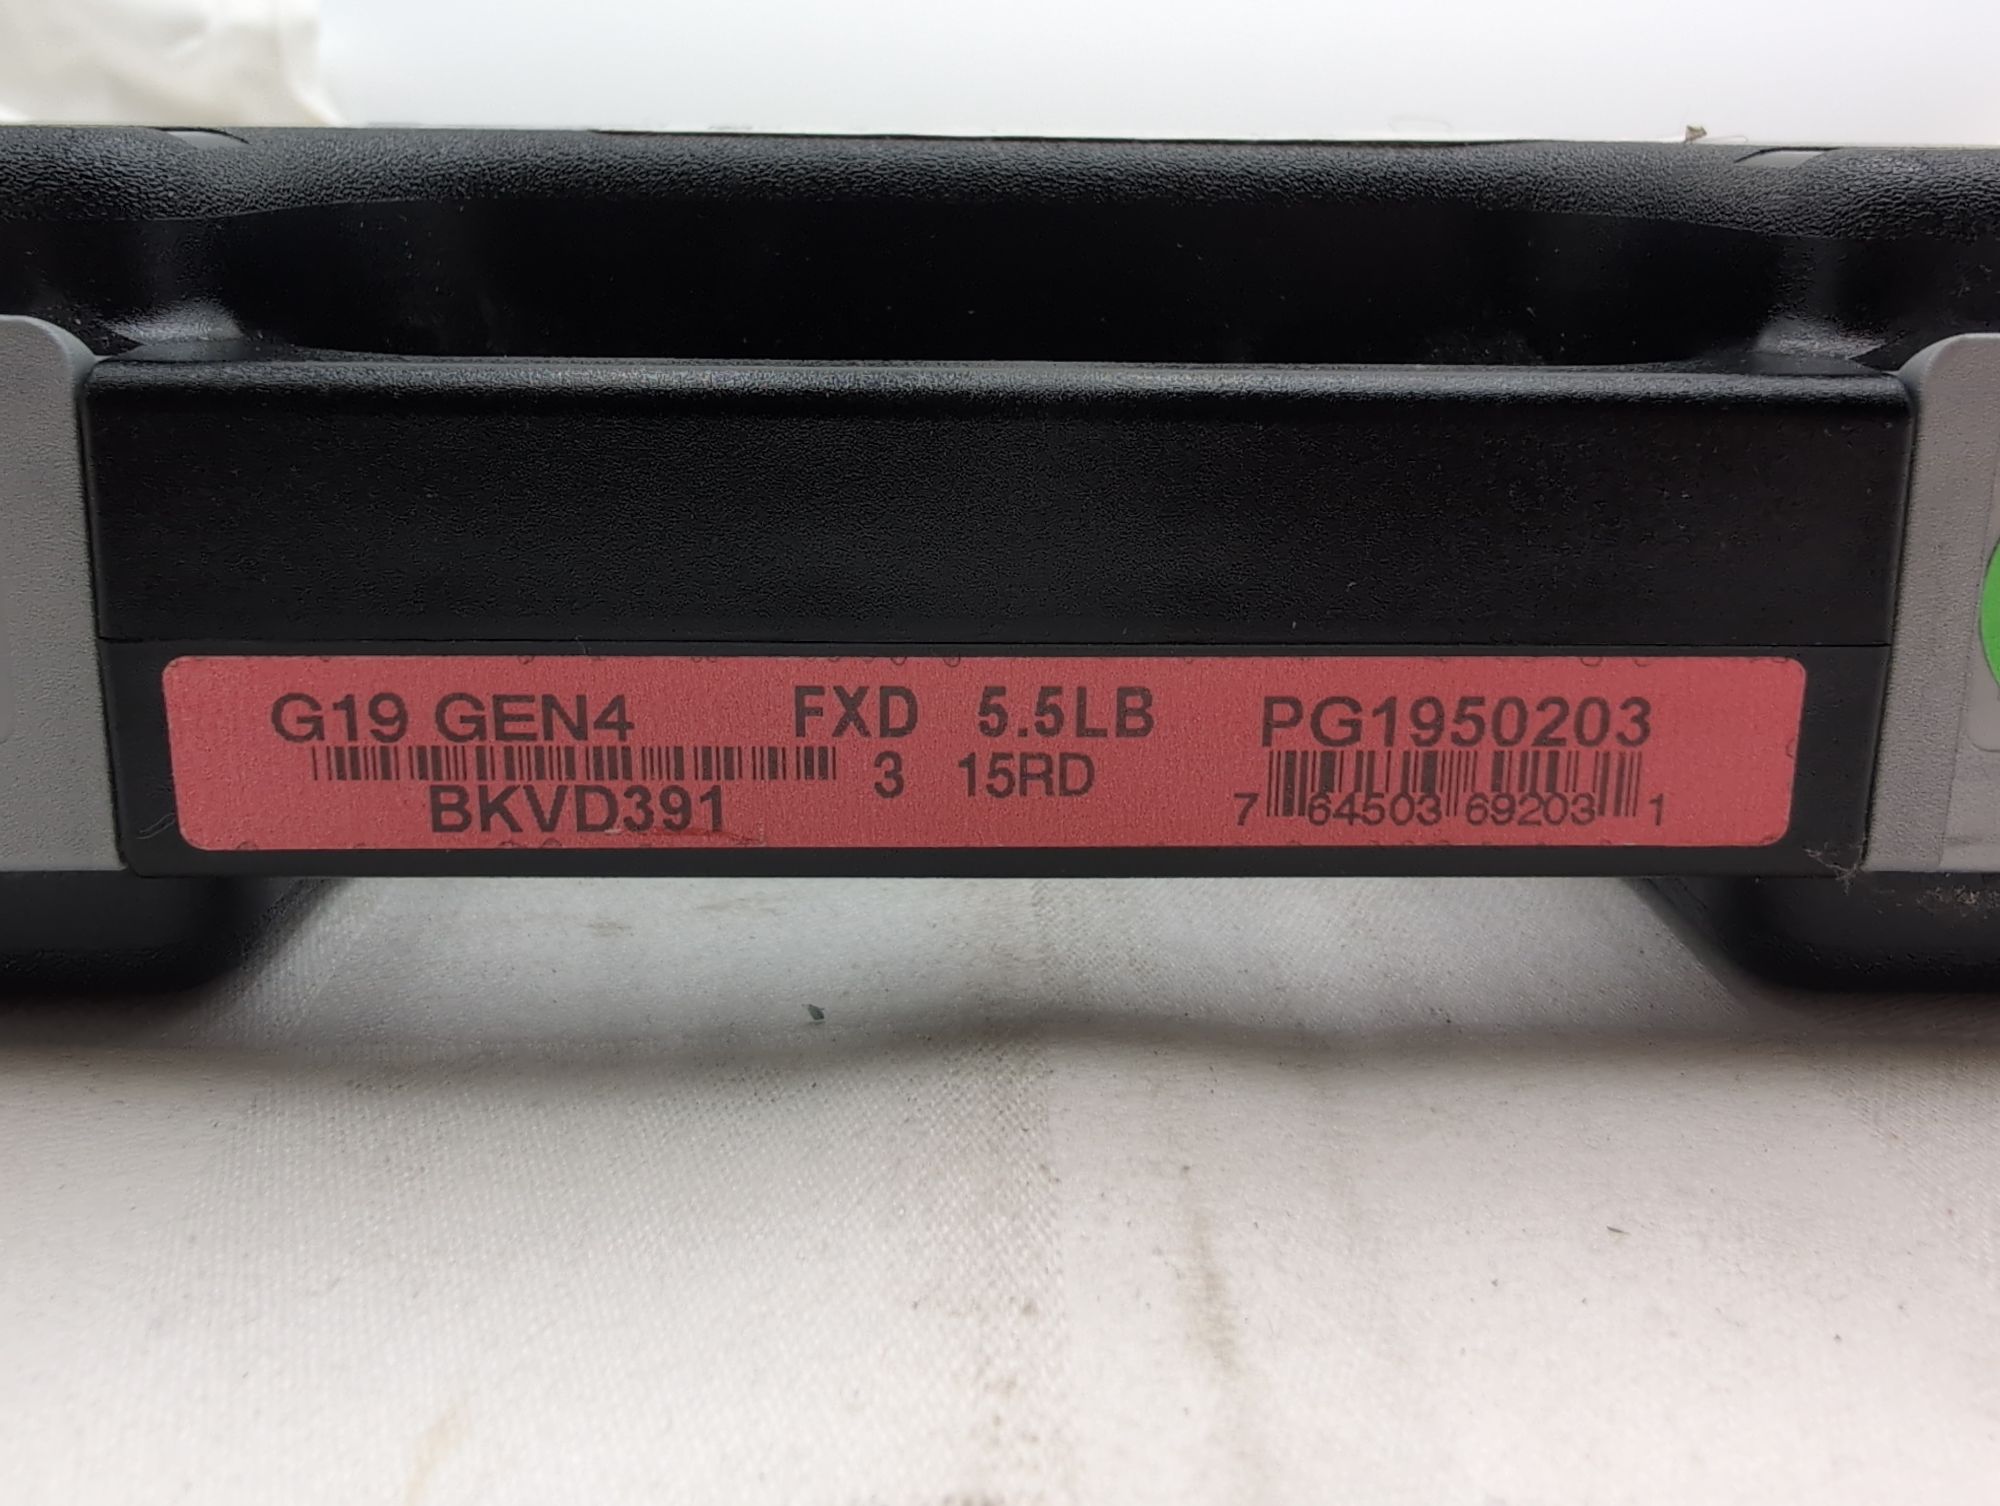 G19 GEN4 FXD 5.5LB PG1950203
3 15RD
BKVD391 7 64503 69203 1